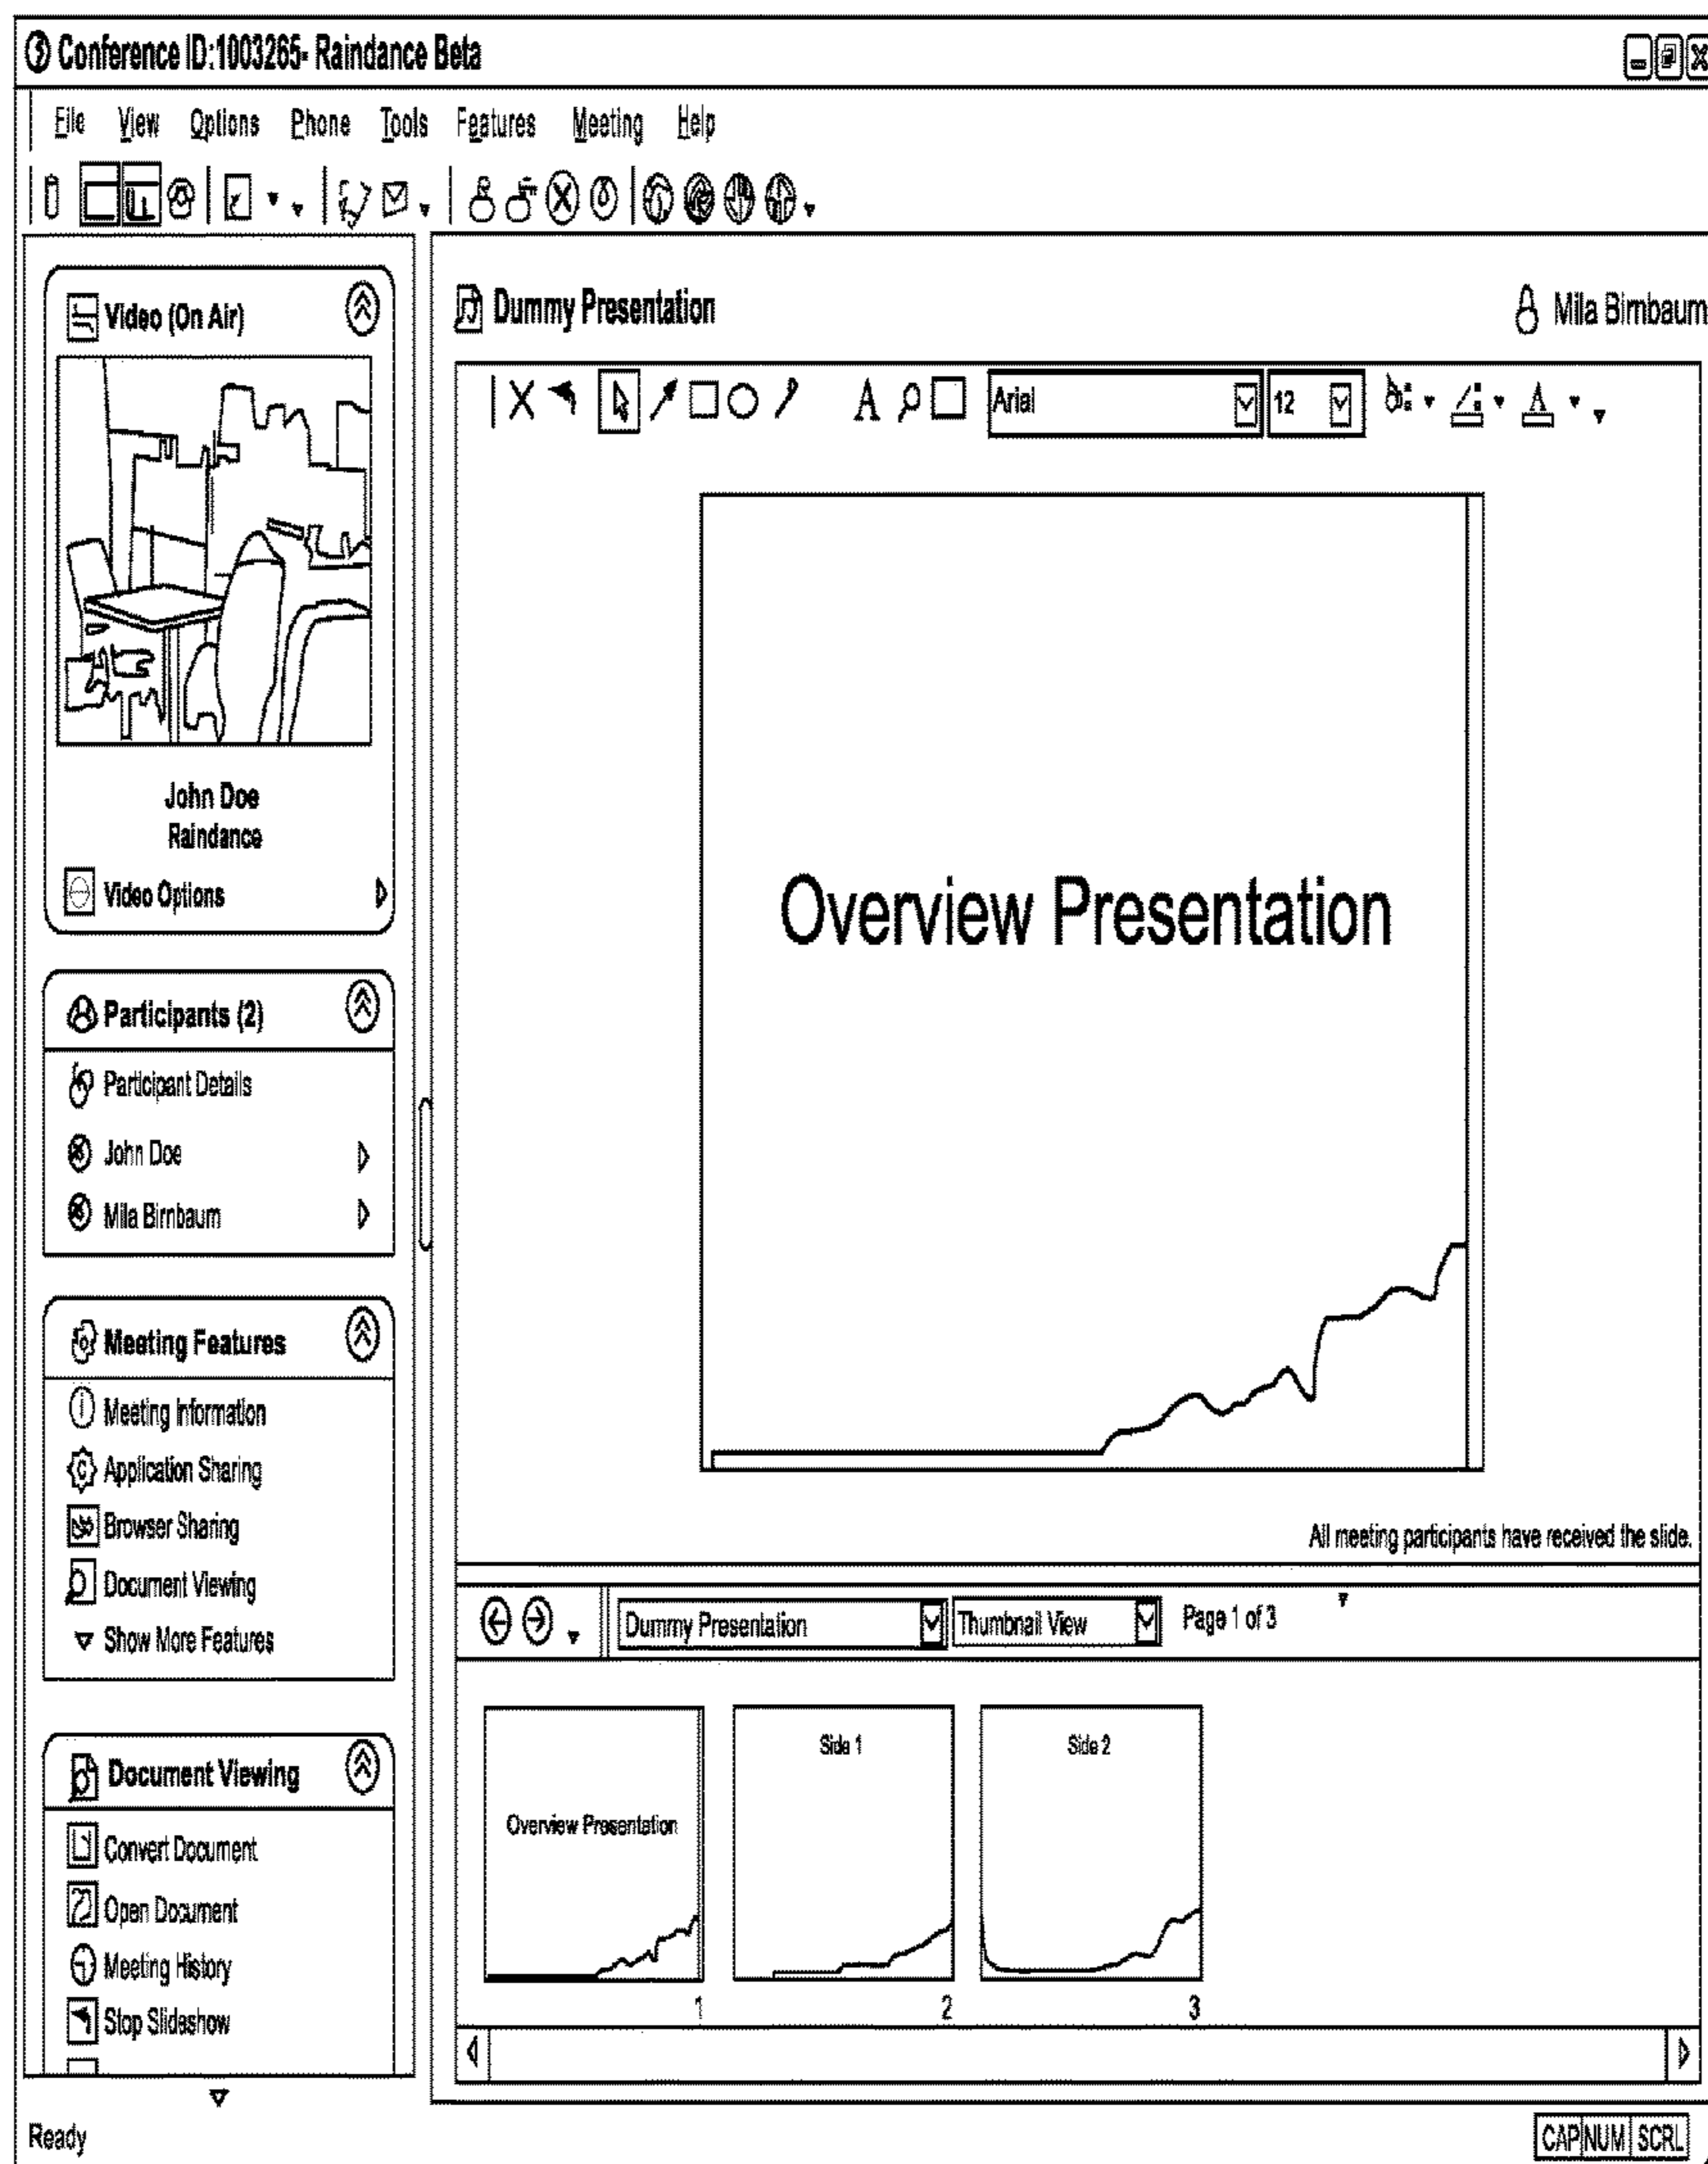 Conference ID:1003265- Raindance Beta
File View Options Phone Tools Features Meeting Help
Video (On Air)
John Doe
Raindance
Video Options
Participants (2)
Participant Details
John Doe
Mila Birnbaum
Meeting Features
Meeting Information
Application Sharing
Browser Sharing
Document Viewing
Show More Features
Document Viewing
Convert Document
Open Document
Meeting History
Stop Slideshow
Dummy Presentation
Mila Birnbaum
A
Arial
12
A
Overview Presentation
All meeting participants have received the slide.
Dummy Presentation
Thumbnail View
Page 1 of 3
Overview Presentation
Side 1
Side 2
1
2
3
Ready
CAP NUM SCRL